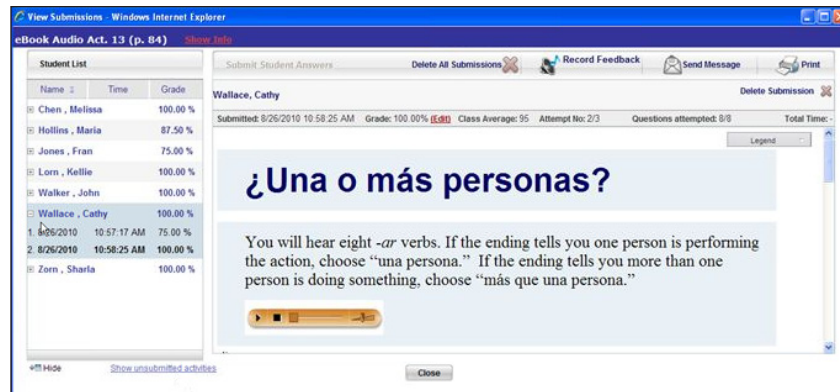 View Submissions - Windows Internet Explorer
eBook Audio Act. 13 (p. 84) Show Info
Student List
Submit Student Answers Delete All Submissions Record Feedback Send Message Print
Name Time Grade
Wallace, Cathy Delete Submission
Chen , Melissa 100.00 %
Submitted: 8/26/2010 10:58:25 AM Grade: 100.00% (Edit) Class Average: 95 Attempt No: 2/3 Questions attempted: 8/8 Total Time: -
Hollins , Maria 87.50 %
Legend
Jones , Fran 75.00 %
Lorn , Kellie 100.00 %
Walker , John 100.00 %
Wallace , Cathy 100.00 %
1. 8/26/2010 10:57:17 AM 75.00 %
2. 8/26/2010 10:58:25 AM 100.00 %
Zorn , Sharla 100.00 %
¿Una o más personas?
You will hear eight -ar verbs. If the ending tells you one person is performing
the action, choose “una persona.” If the ending tells you more than one
person is doing something, choose “más que una persona.”
Hide Show unsubmitted activities
Close